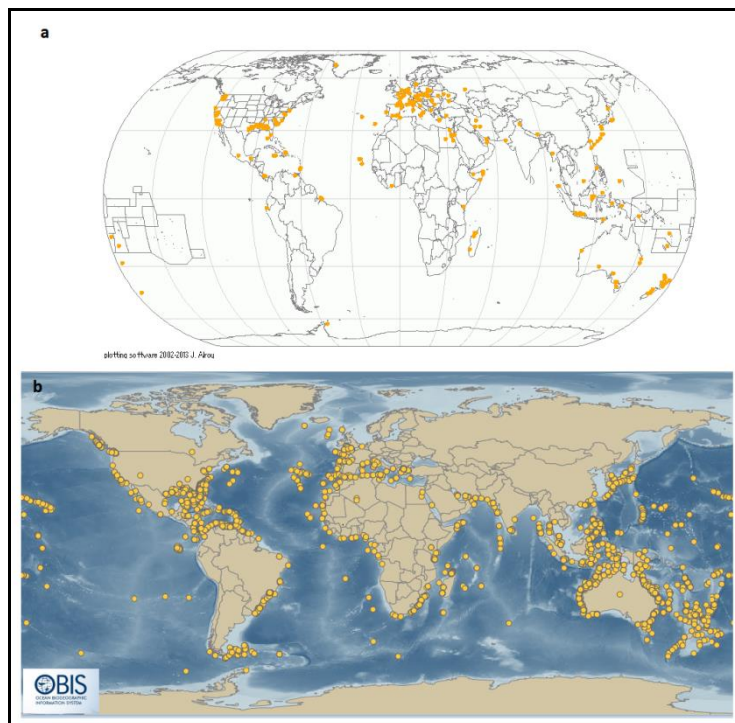 a
plotting software 2002-2013 J. Alroy
b
OBIS
OCEAN BIOGEOGRAPHIC
INFORMATION SYSTEM